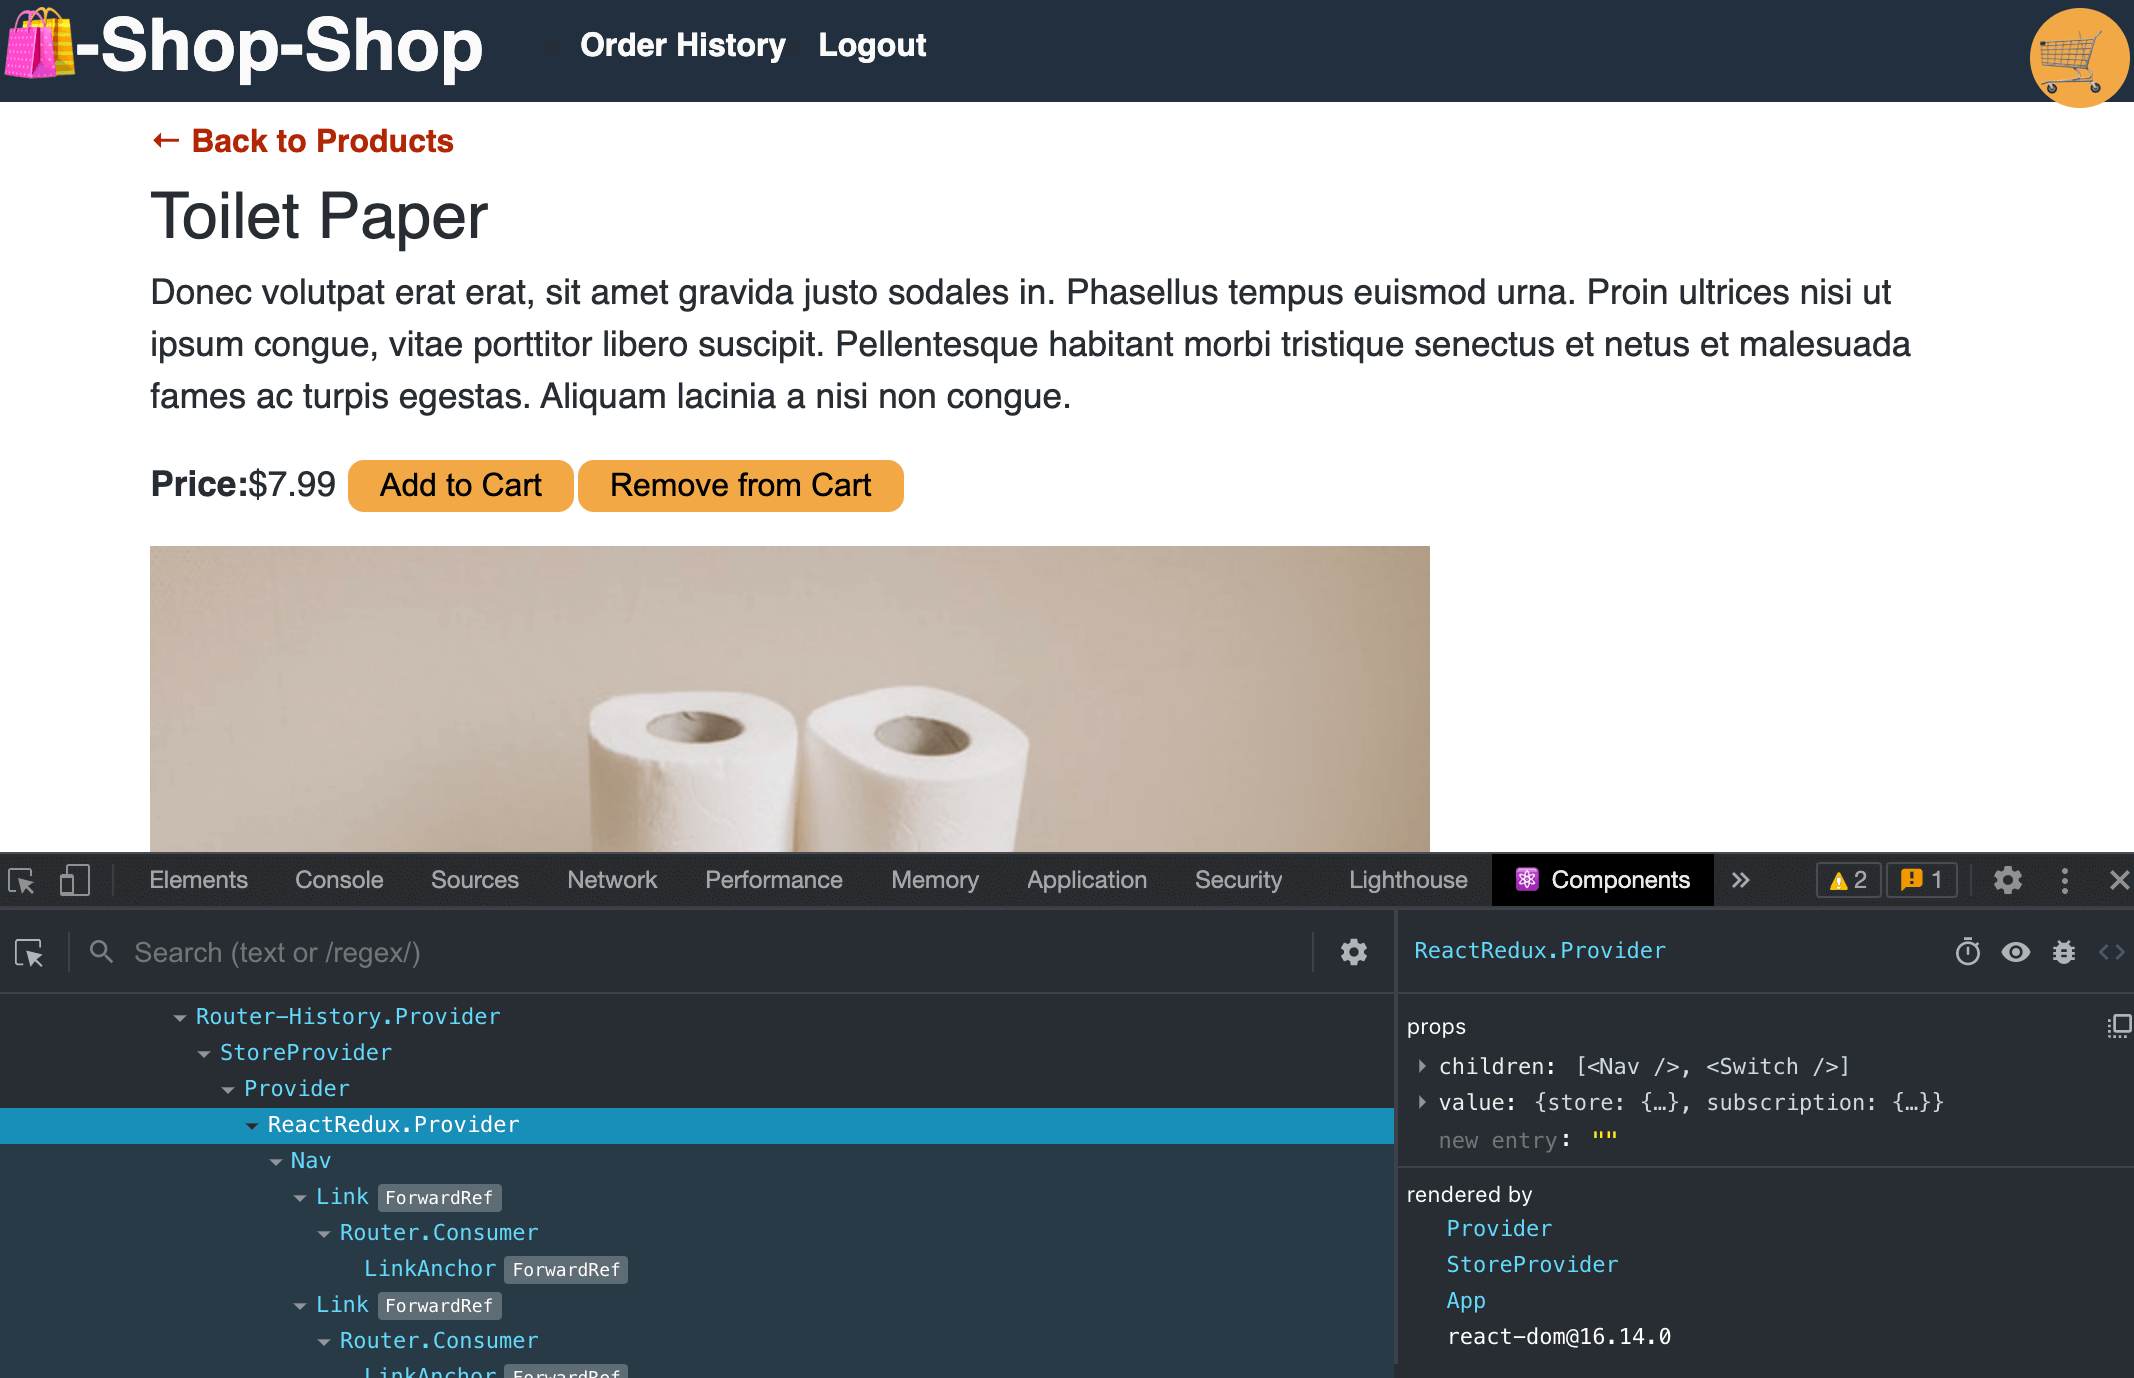 -Shop-Shop
Order History Logout
← Back to Products
Toilet Paper
Donec volutpat erat erat, sit amet gravida justo sodales in. Phasellus tempus euismod urna. Proin ultrices nisi ut
ipsum congue, vitae porttitor libero suscipit. Pellentesque habitant morbi tristique senectus et netus et malesuada
fames ac turpis egestas. Aliquam lacinia a nisi non congue.
Price:$7.99 Add to Cart Remove from Cart
Elements Console Sources Network Performance Memory Application Security Lighthouse Components » 2 1
Search (text or /regex/)
Router-History.Provider
StoreProvider
Provider
ReactRedux.Provider
Nav
Link ForwardRef
Router.Consumer
LinkAnchor ForwardRef
Link ForwardRef
Router.Consumer
LinkAnchor ForwardRef
ReactRedux.Provider
props
children: [<Nav />, <Switch />]
value: {store: {…}, subscription: {…}}
new entry: ""
rendered by
Provider
StoreProvider
App
react-dom@16.14.0